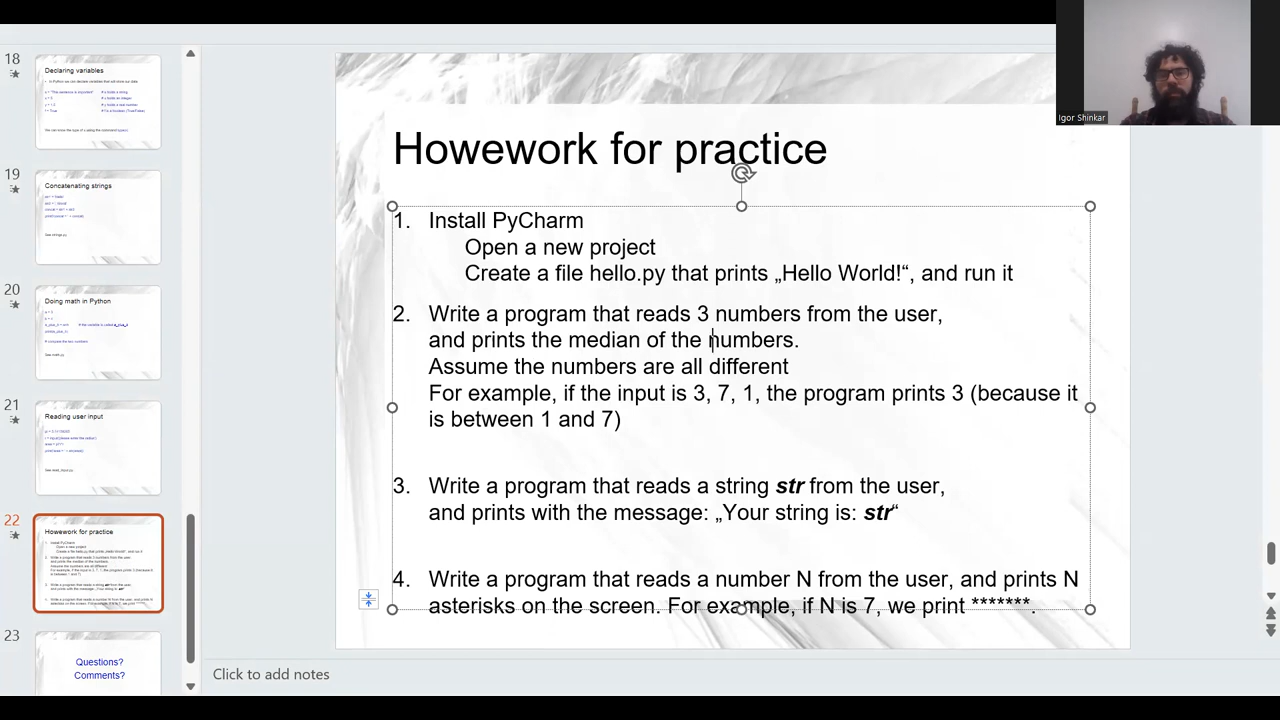 18
Declaring variables
19
Concatenating strings
20
Doing math in Python
21
Reading user input
22
Howework for practice
23
Questions?
Comments?
Igor Shinkar
Howework for practice
1. Install PyCharm
Open a new project
Create a file hello.py that prints „Hello World!“, and run it
2. Write a program that reads 3 numbers from the user,
and prints the median of the numbers.
Assume the numbers are all different
For example, if the input is 3, 7, 1, the program prints 3 (because it
is between 1 and 7)
3. Write a program that reads a string str from the user,
and prints with the message: „Your string is: str“
4. Write a program that reads a number N from the user, and prints N
asterisks on the screen. For example, if N is 7, we print *******.
Click to add notes